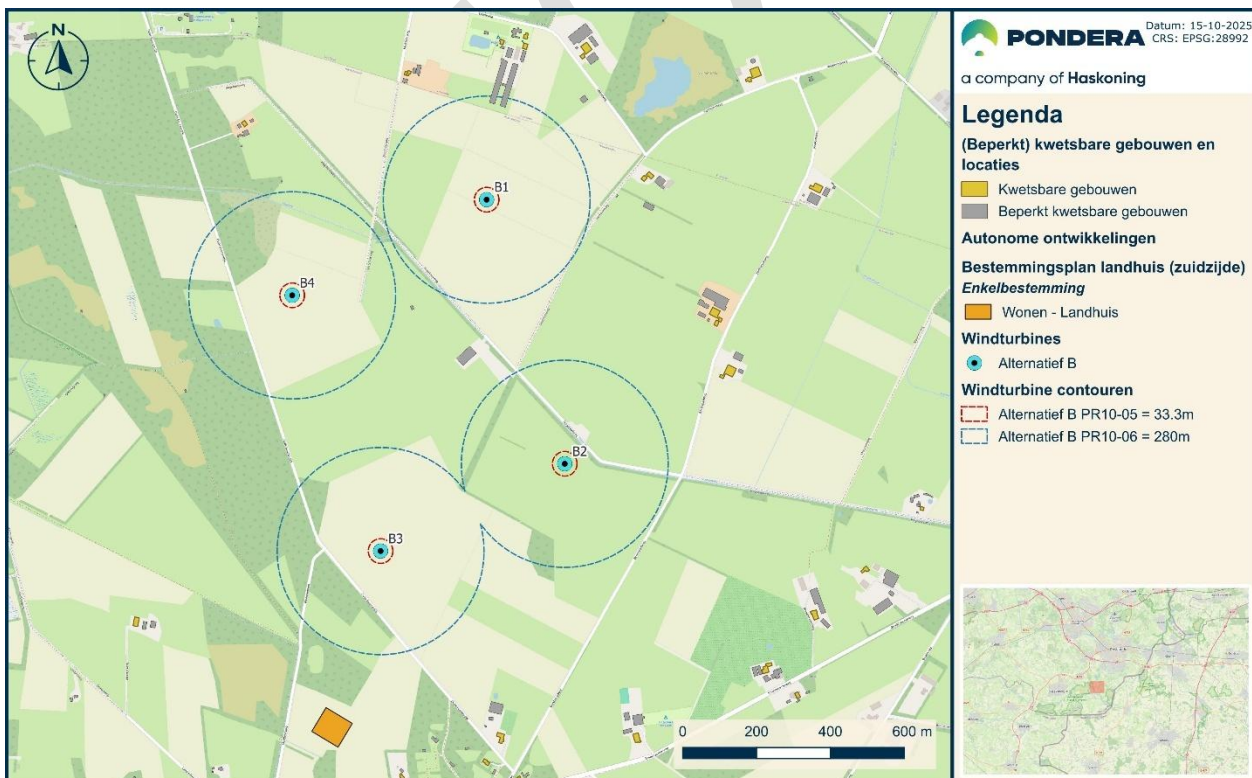 N
B1
B4
B2
B3
0 200 400 600 m
PONDERA
Datum: 15-10-2025
CRS: EPSG:28992
a company of Haskoning
Legenda
(Beperkt) kwetsbare gebouwen en
locaties
Kwetsbare gebouwen
Beperkt kwetsbare gebouwen
Autonome ontwikkelingen
Bestemmingsplan landhuis (zuidzijde)
Enkelbestemming
Wonen - Landhuis
Windturbines
Alternatief B
Windturbine contouren
Alternatief B PR10-05 = 33.3m
Alternatief B PR10-06 = 280m